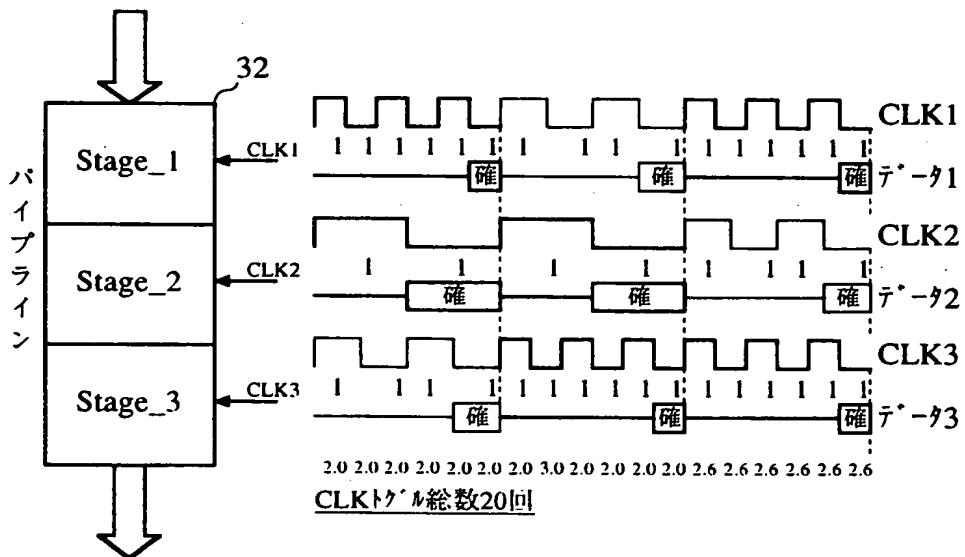 32
パイプライン
Stage_1
CLK1
Stage_2
CLK2
Stage_3
CLK3
CLK1
1 1 1 1 1 1 1 1 1 1 1 1 1 1 1 1
確 確 確 データ1
CLK2
1 1 1 1 1 1 1 1
確 確 確 データ2
CLK3
1 1 1 1 1 1 1 1 1 1 1 1 1 1 1 1
確 確 確 データ3
2.0 2.0 2.0 2.0 2.0 2.0 2.0 3.0 2.0 2.0 2.0 2.0 2.6 2.6 2.6 2.6 2.6 2.6
CLKトグル総数20回